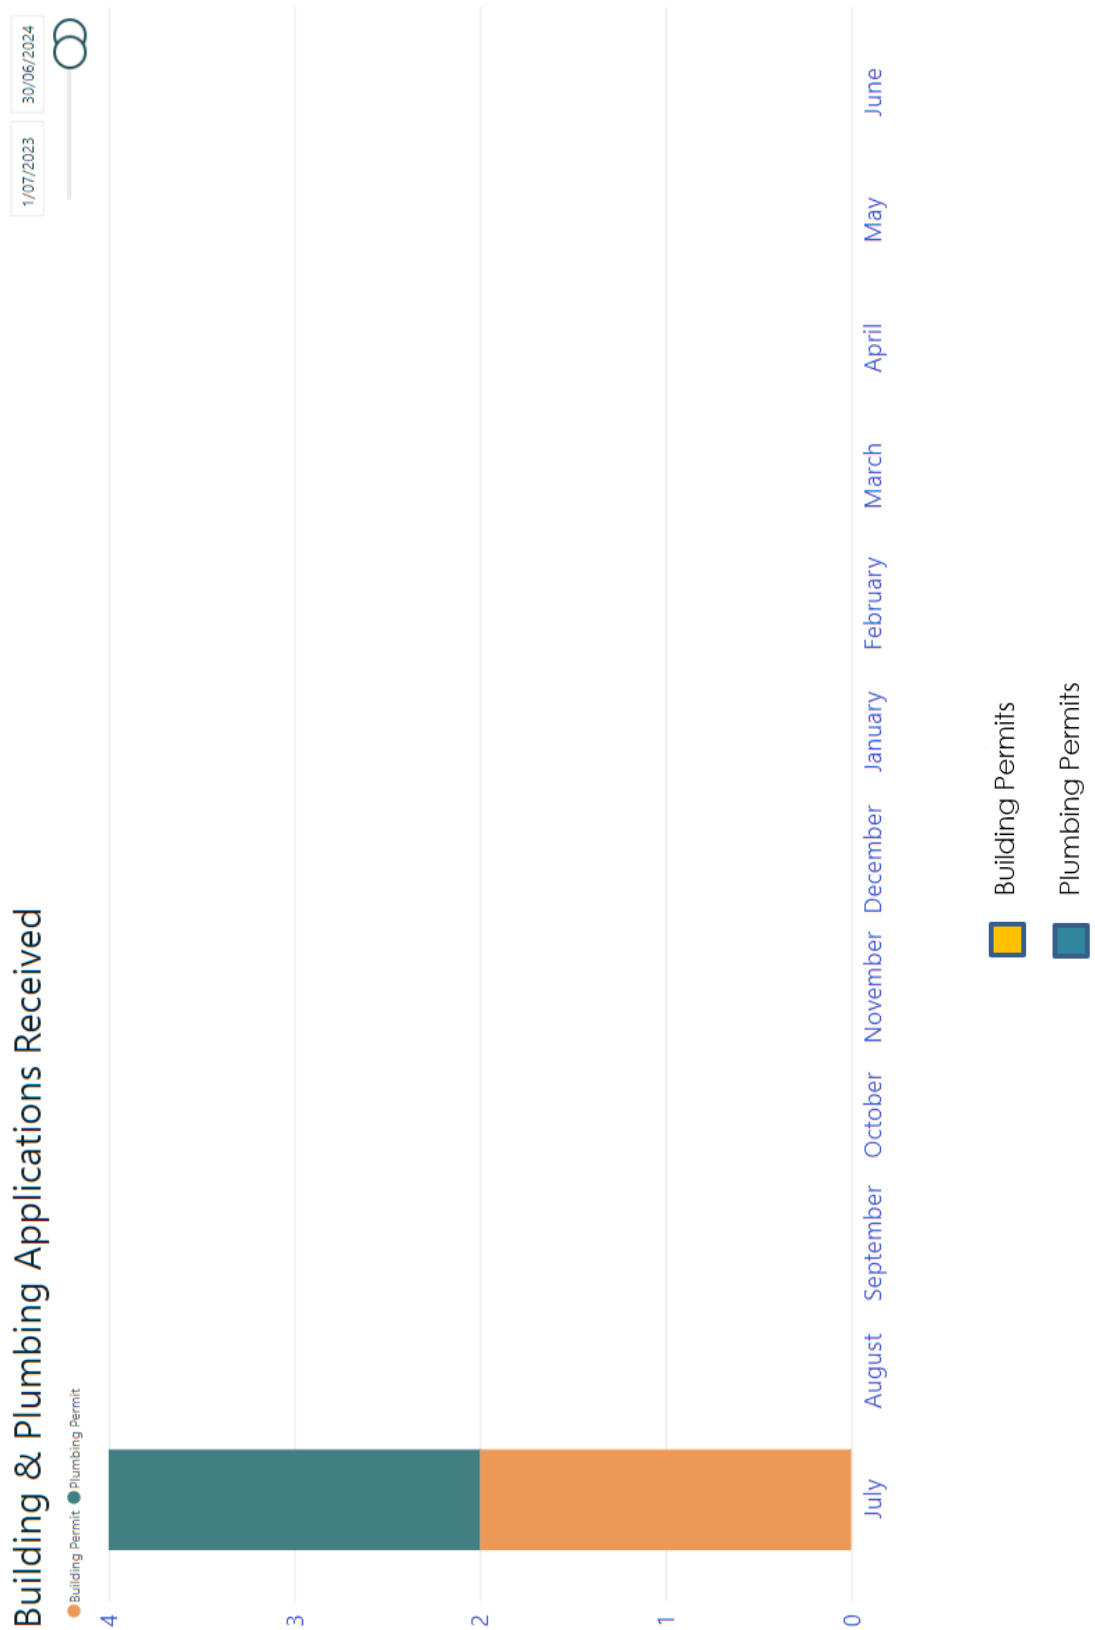 Building & Plumbing Applications Received
1/07/2023 30/06/2024
Building Permit Plumbing Permit
4
3
2
1
0
July August September October November December January February March April May June
Building Permits
Plumbing Permits